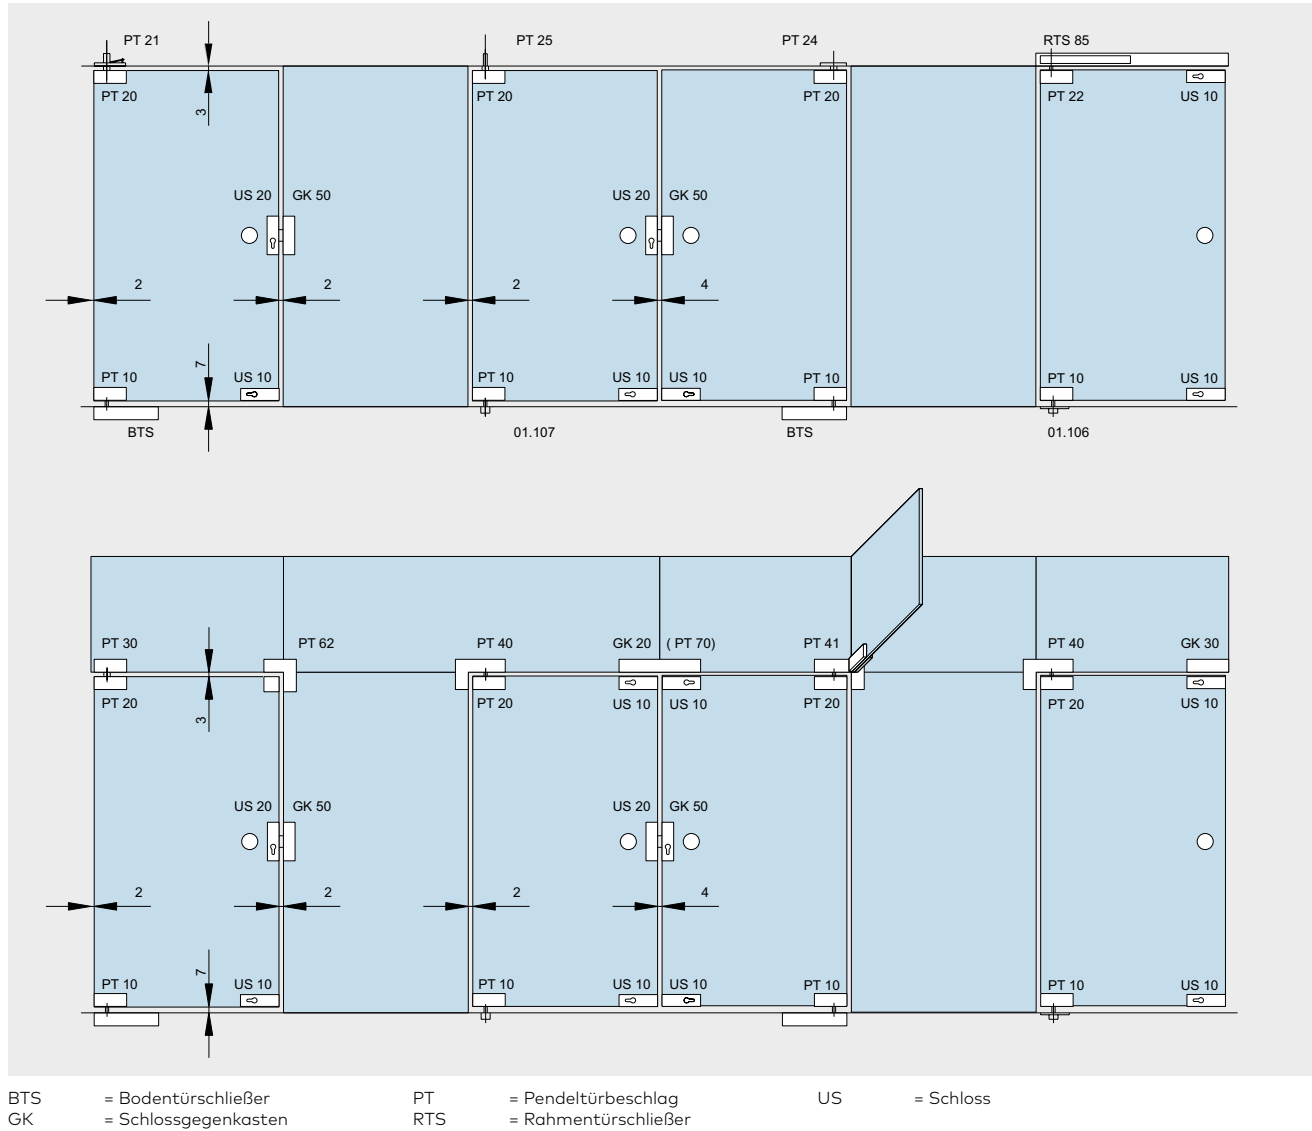 PT 21 PT 25 PT 24 RTS 85
PT 20 PT 20 PT 20 PT 22 US 10
3
US 20 GK 50 US 20 GK 50
2 2 2 4
7
PT 10 US 10 PT 10 US 10 US 10 PT 10 PT 10 US 10
BTS 01.107 BTS 01.106
PT 30 PT 62 PT 40 GK 20 ( PT 70) PT 41 PT 40 GK 30
PT 20 PT 20 US 10 US 10 PT 20 PT 20 US 10
3
US 20 GK 50 US 20 GK 50
2 2 2 4
7
PT 10 US 10 PT 10 US 10 US 10 PT 10 PT 10 US 10
BTS = Bodentürschließer PT = Pendeltürbeschlag US = Schloss
GK = Schlossgegenkasten RTS = Rahmentürschließer